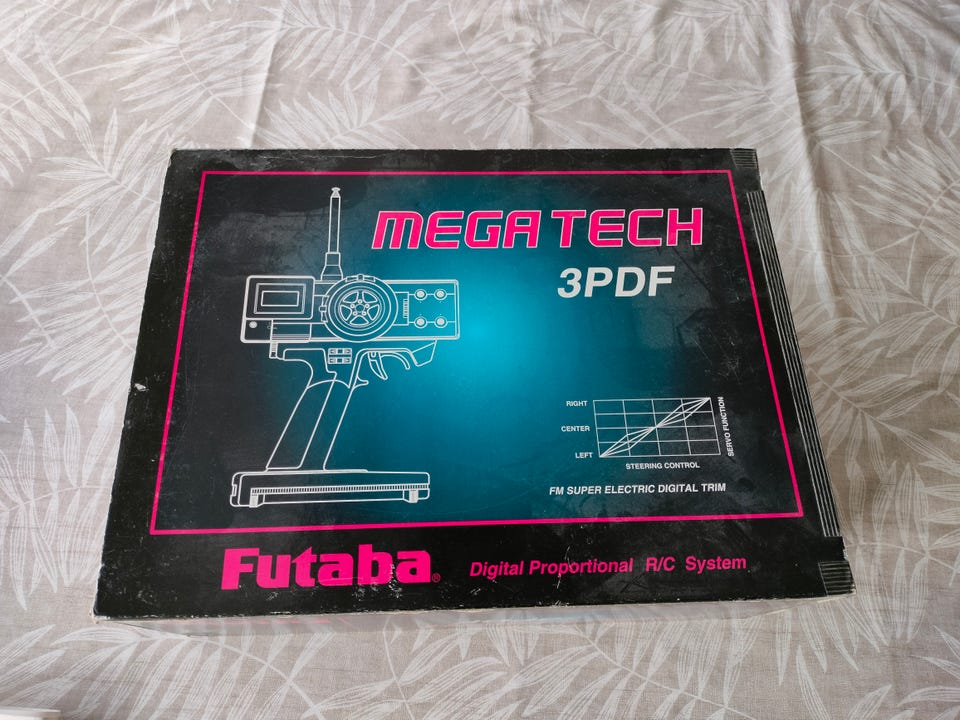 MEGA TECH
3PDF
RIGHT
CENTER
LEFT
SERVO FUNCTION
STEERING CONTROL
FM SUPER ELECTRIC DIGITAL TRIM
Futaba®
Digital Proportional R/C System